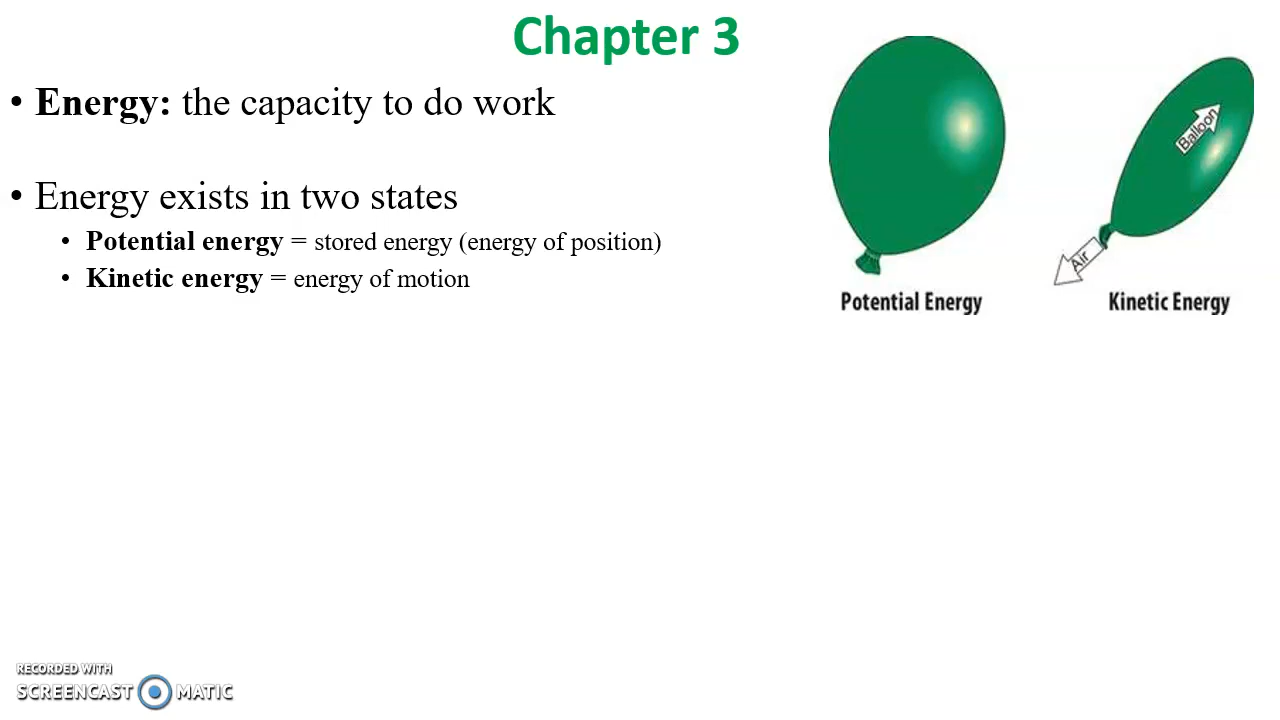 Chapter 3
• Energy: the capacity to do work
• Energy exists in two states
• Potential energy = stored energy (energy of position)
• Kinetic energy = energy of motion
Balloon
Air
Potential Energy
Kinetic Energy
RECORDED WITH
SCREENCAST MATIC